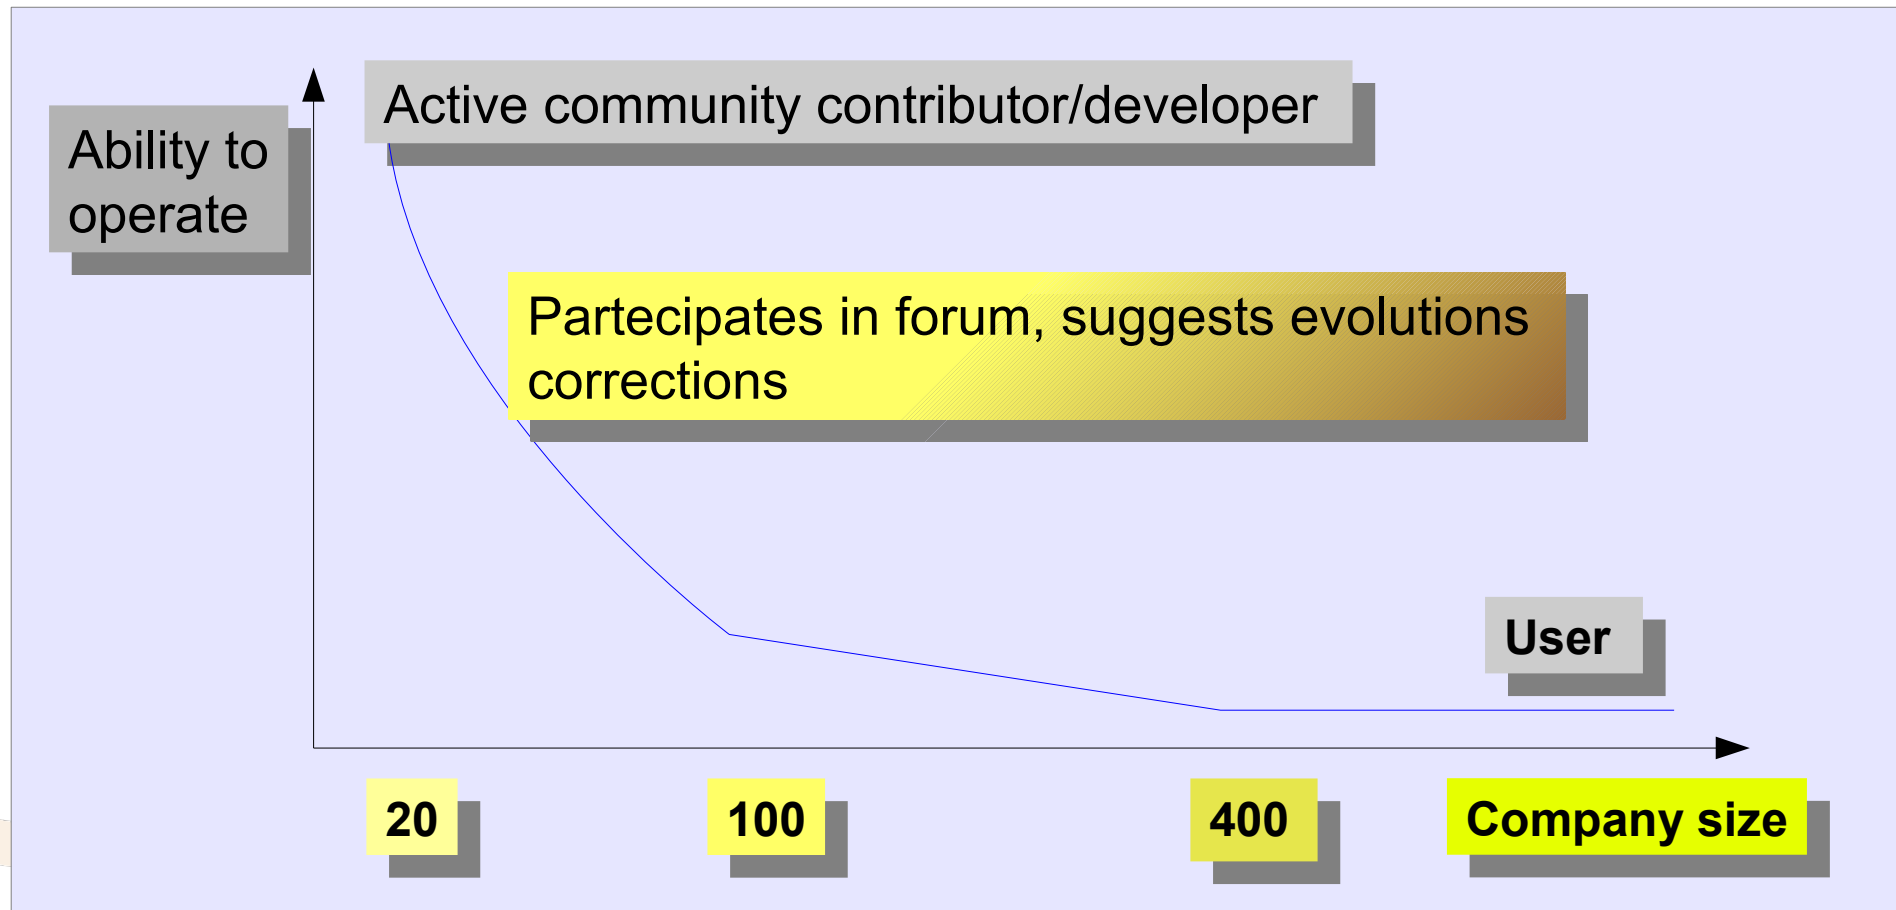 Active community contributor/developer
Ability to
operate
Partecipates in forum, suggests evolutions
corrections
User
20
100
400
Company size